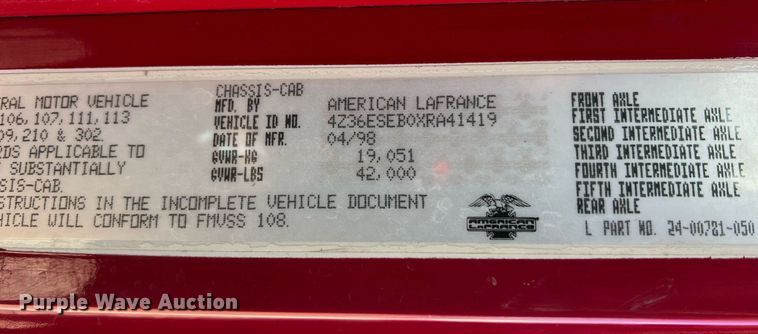 RAL MOTOR VEHICLE
106, 107, 111, 113
09, 210 & 302
RDS APPLICABLE TO
SUBSTANTIALLY
SIS-CAB.
STRUCTIONS IN THE INCOMPLETE VEHICLE DOCUMENT
HICLE WILL CONFORM TO FMVSS 108.
CHASSIS-CAB
MFD. BY AMERICAN LAFRANCE
VEHICLE ID NO. 4Z36ESEB0XRA41419
DATE OF MFR. 04/98
GVWR-KG 19,051
GVWR-LBS 42,000
AMERICAN
LAFRANCE
FRONT AXLE
FIRST INTERMEDIATE AXLE
SECOND INTERMEDIATE AXLE
THIRD INTERMEDIATE AXLE
FOURTH INTERMEDIATE AXLE
FIFTH INTERMEDIATE AXLE
REAR AXLE
L PART NO. 24-00781-050
Purple Wave Auction